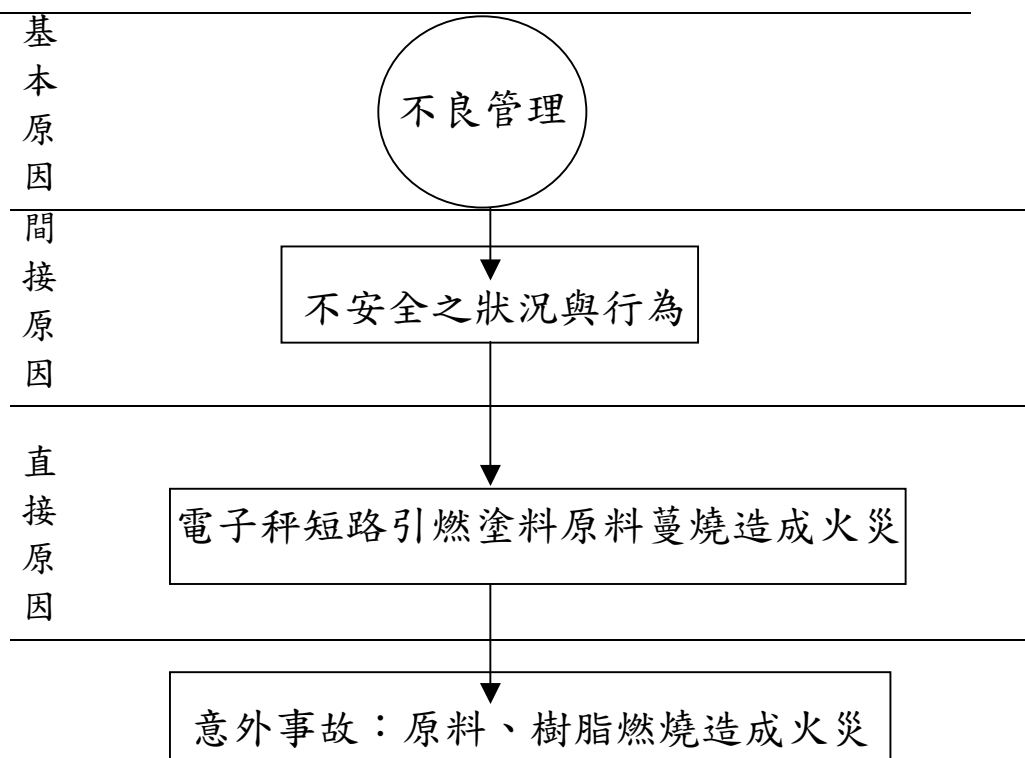 基本原因
不良管理
間接原因
不安全之狀況與行為
直接原因
電子秤短路引燃塗料原料蔓燒造成火災
意外事故：原料、樹脂燃燒造成火災